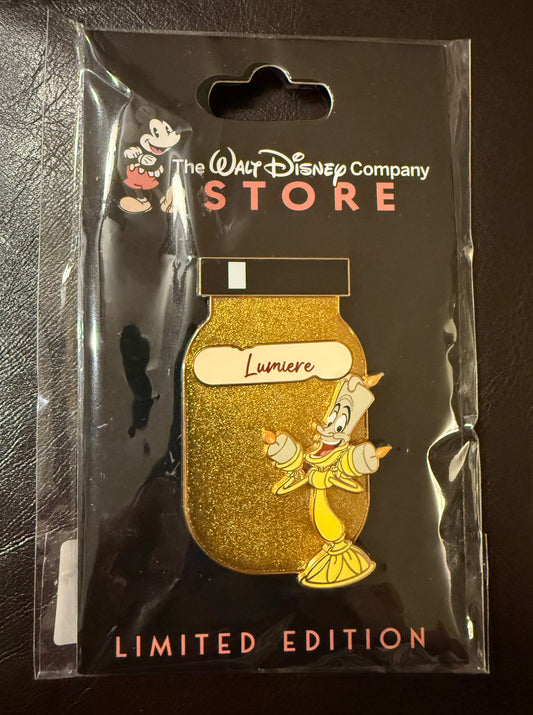 The WALT DISNEY Company
STORE
Lumiere
LIMITED EDITION